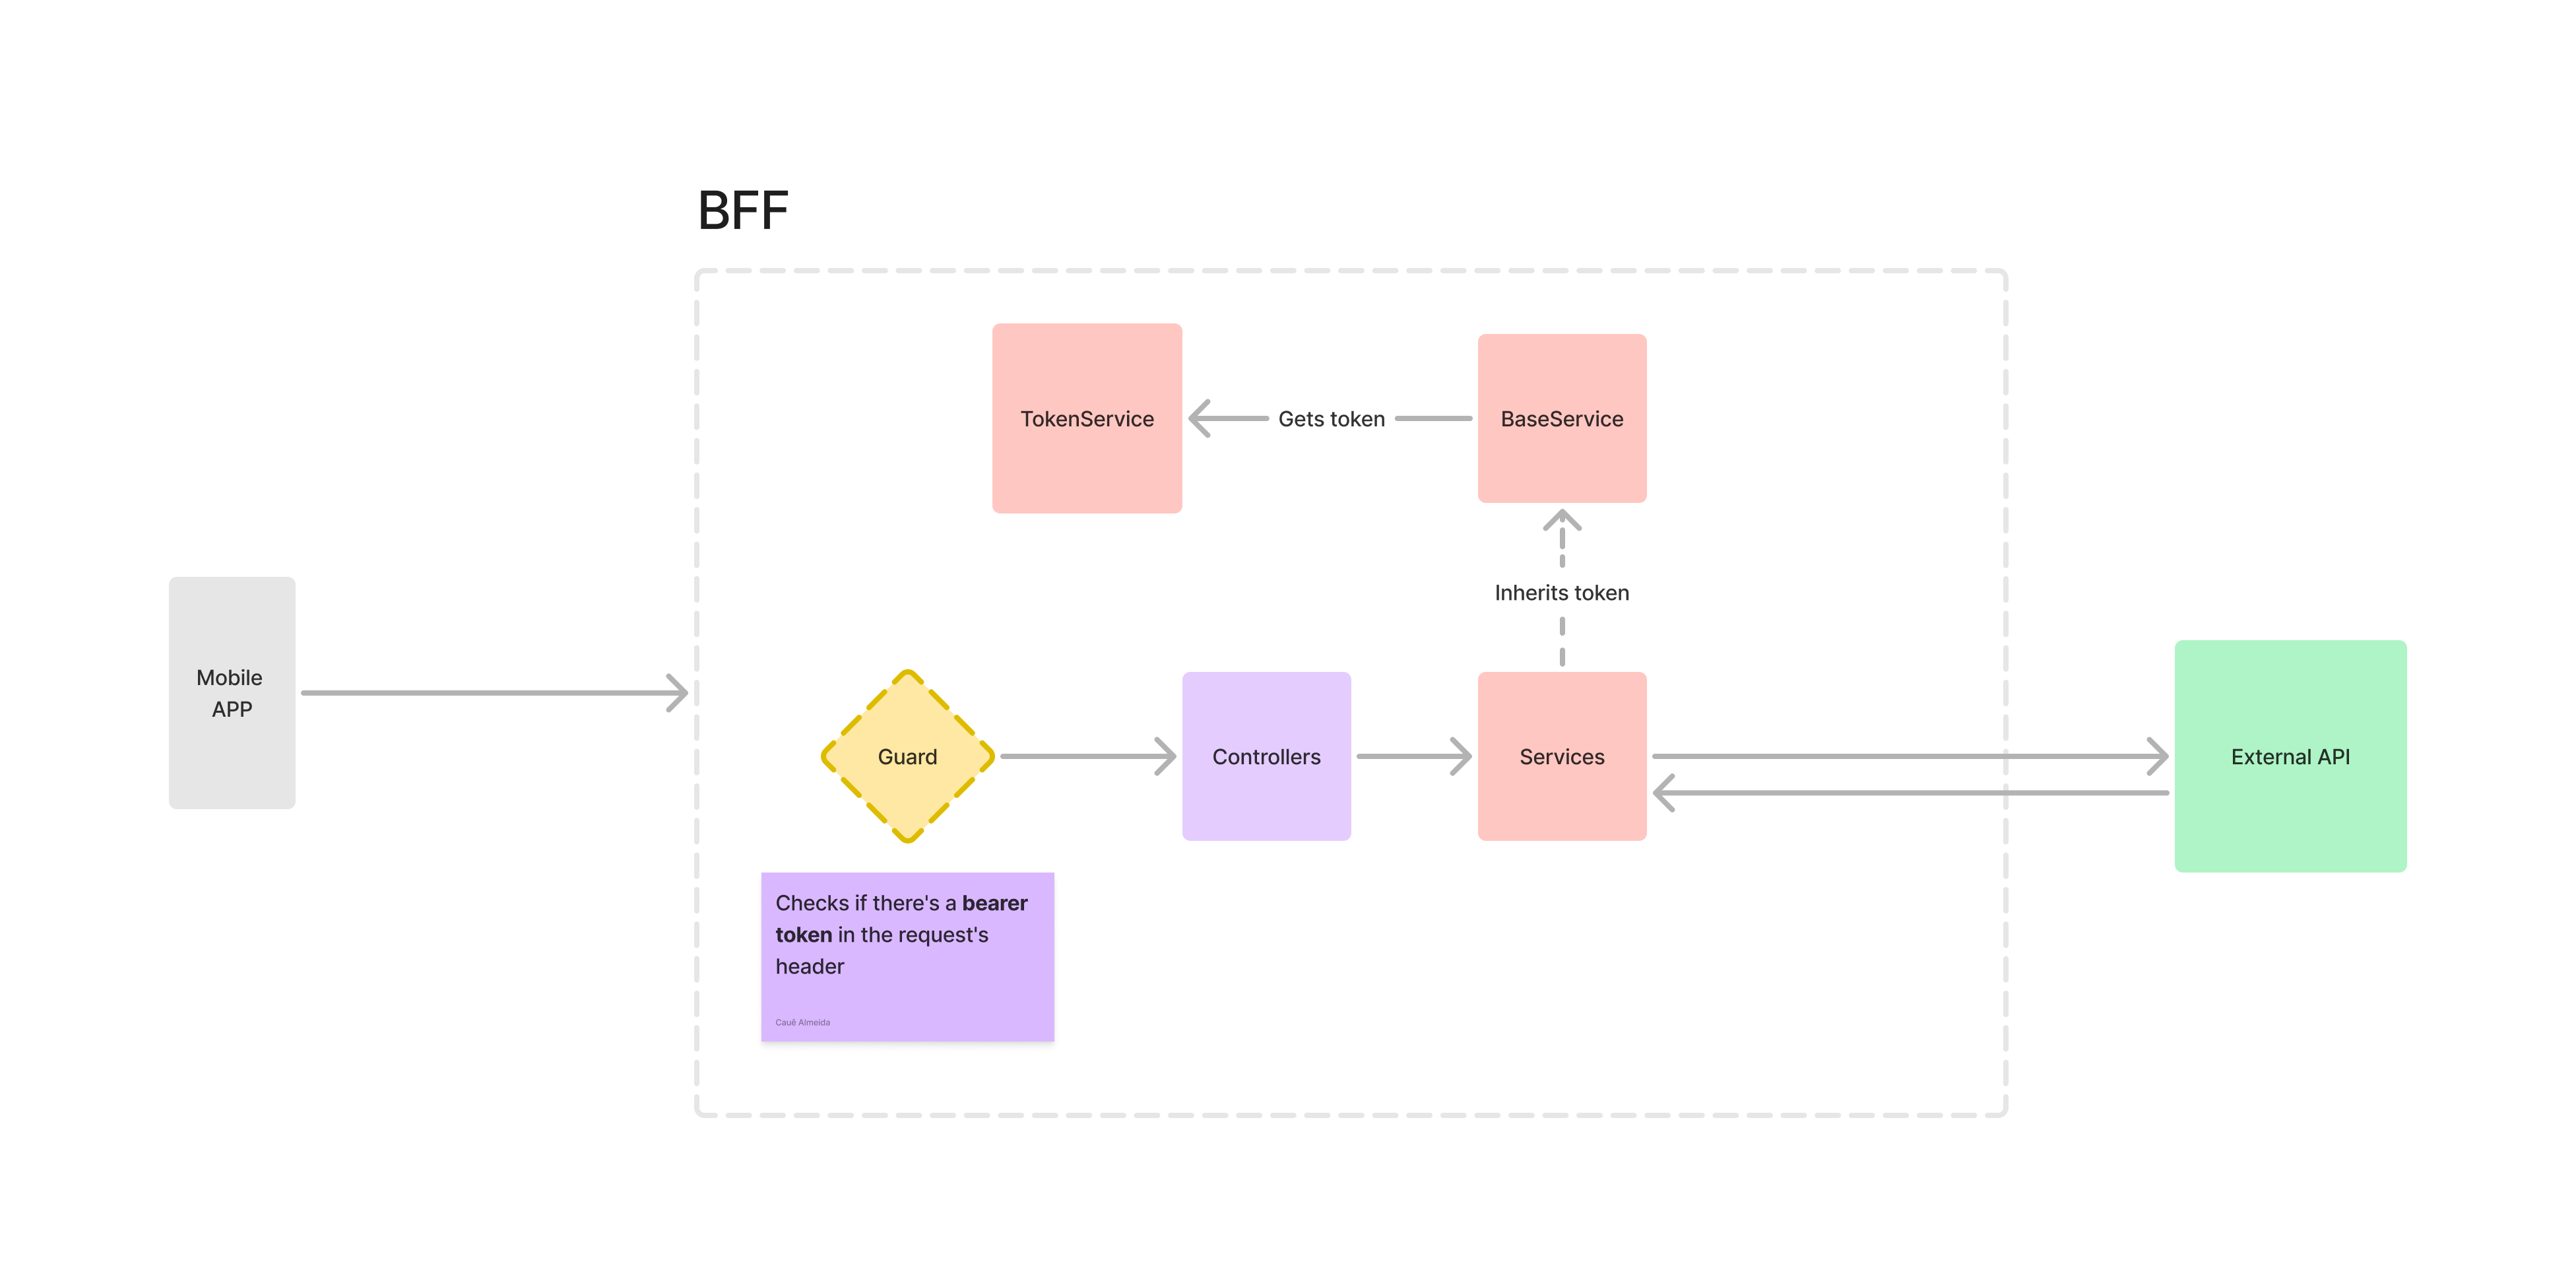 BFF
TokenService
Gets token
BaseService
Inherits token
Mobile
APP
Guard
Controllers
Services
External API
Checks if there's a bearer
token in the request's
header
Cauê Almeida